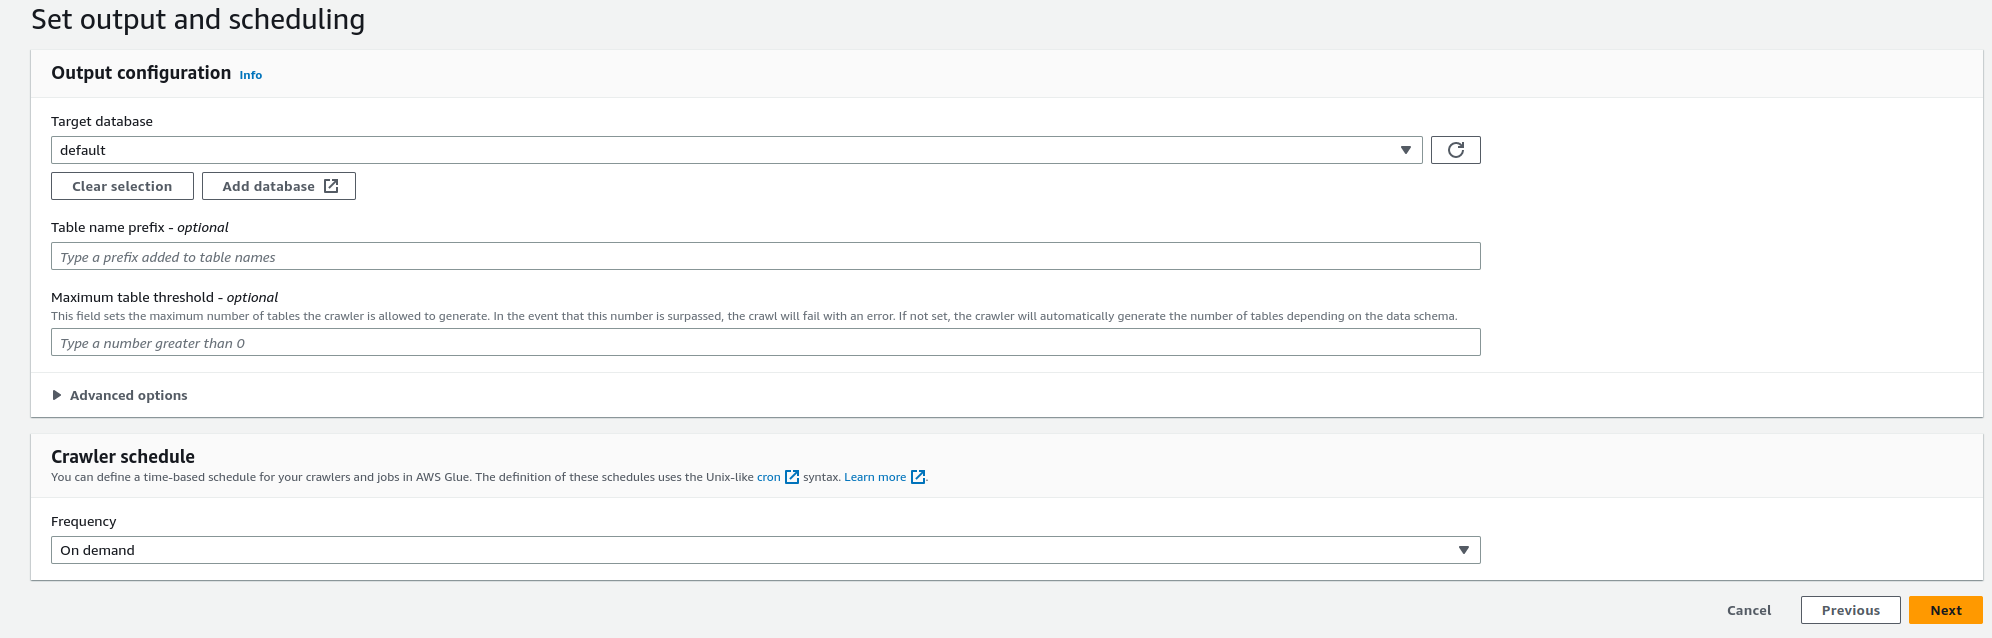 Set output and scheduling
Output configuration Info
Target database
default
Clear selection Add database
Table name prefix - optional
Type a prefix added to table names
Maximum table threshold - optional
This field sets the maximum number of tables the crawler is allowed to generate. In the event that this number is surpassed, the crawl will fail with an error. If not set, the crawler will automatically generate the number of tables depending on the data schema.
Type a number greater than 0
Advanced options
Crawler schedule
You can define a time-based schedule for your crawlers and jobs in AWS Glue. The definition of these schedules uses the Unix-like cron syntax. Learn more.
Frequency
On demand
Cancel Previous Next